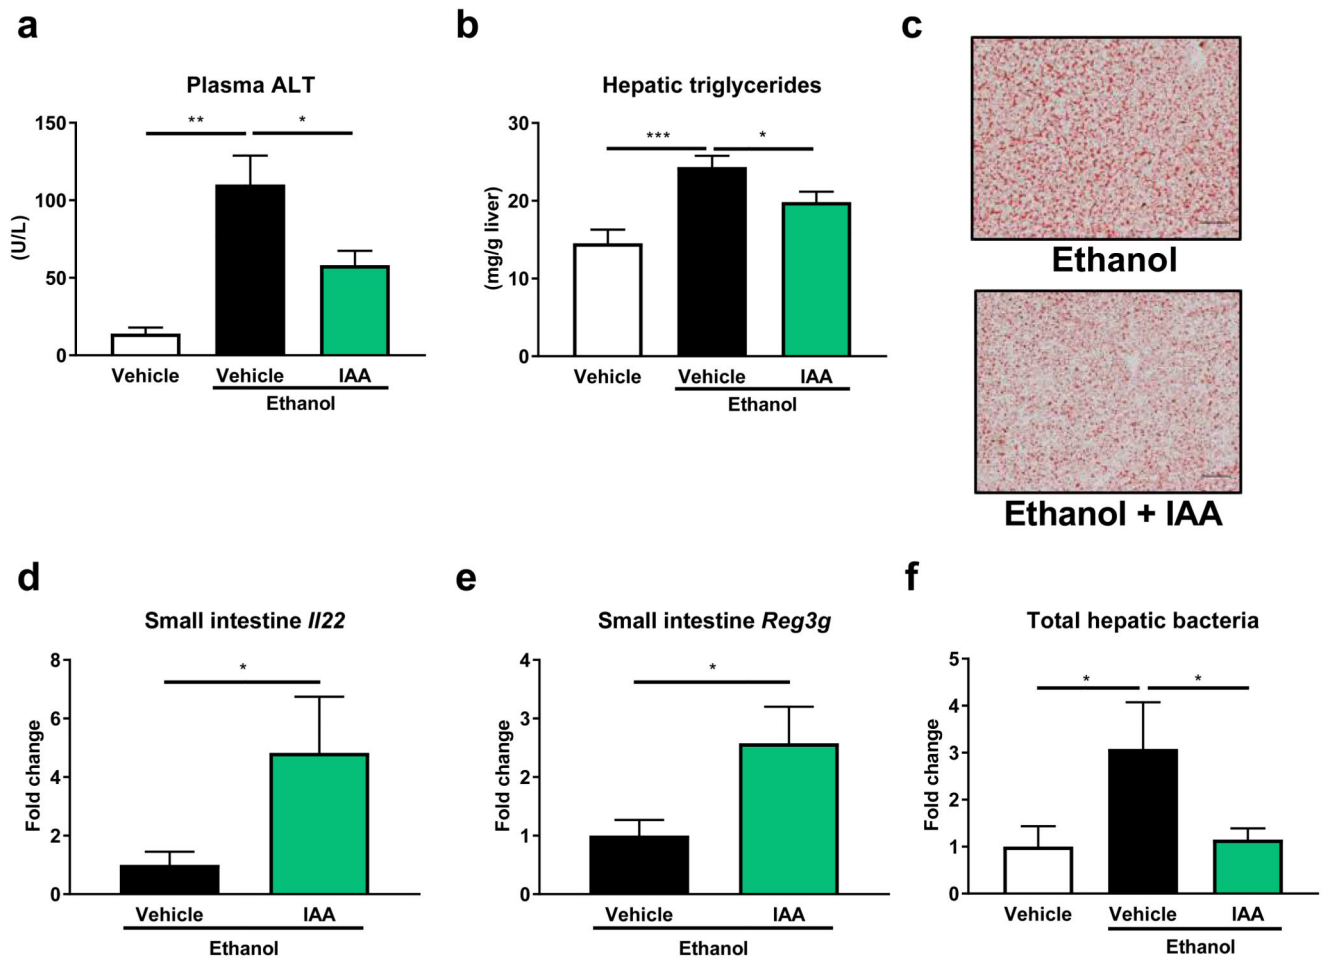 a
Plasma ALT
(U/L)
150
100
50
0
**
*
Vehicle
Vehicle
IAA
Ethanol
b
Hepatic triglycerides
(mg/g liver)
30
20
10
0
***
*
Vehicle
Vehicle
IAA
Ethanol
c
Ethanol
Ethanol + IAA
d
Small intestine Il22
Fold change
8
6
4
2
0
*
Vehicle
IAA
Ethanol
e
Small intestine Reg3g
Fold change
4
3
2
1
0
*
Vehicle
IAA
Ethanol
f
Total hepatic bacteria
Fold change
5
4
3
2
1
0
*
*
Vehicle
Vehicle
IAA
Ethanol